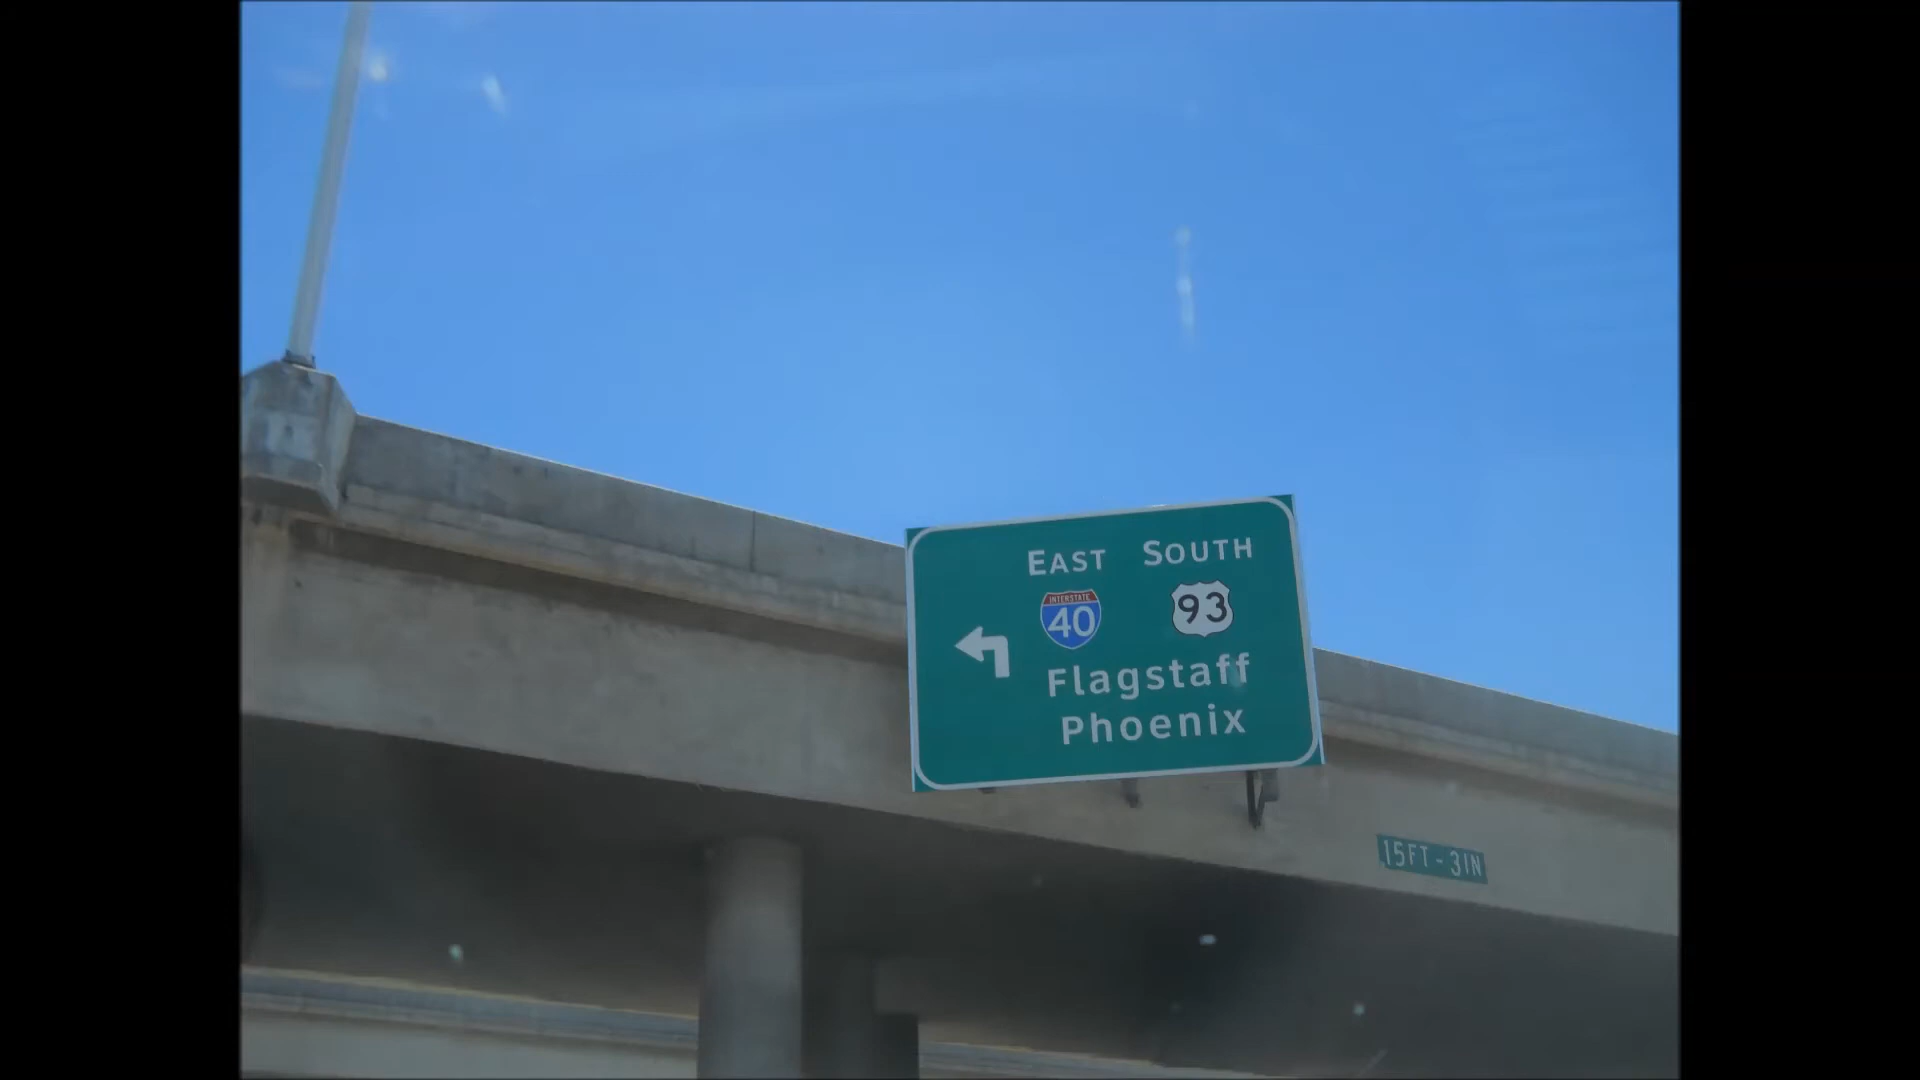 EAST SOUTH
INTERSTATE
40 93
Flagstaff
Phoenix
15FT-3IN